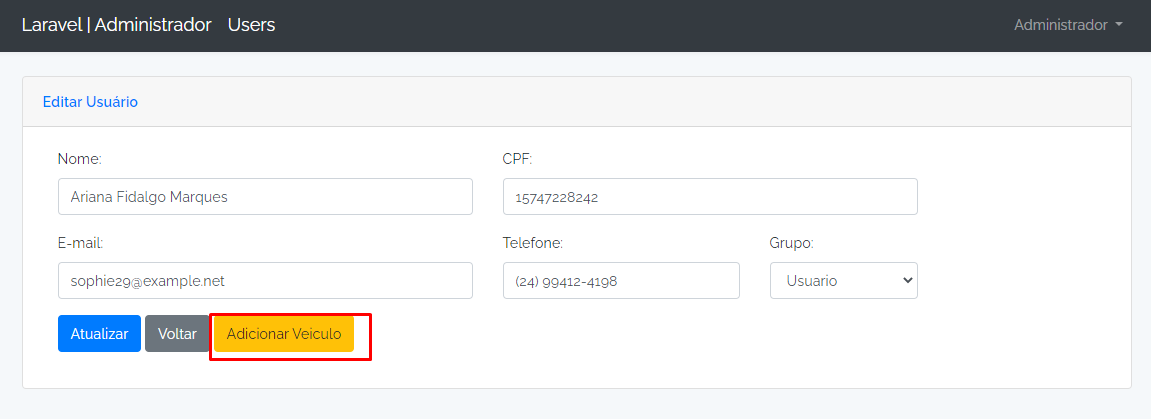 Laravel | Administrador Users Administrador
Editar Usuário
Nome: CPF:
Ariana Fidalgo Marques 15747228242
E-mail: Telefone: Grupo:
sophie29@example.net (24) 99412-4198 Usuario
Atualizar Voltar Adicionar Veiculo